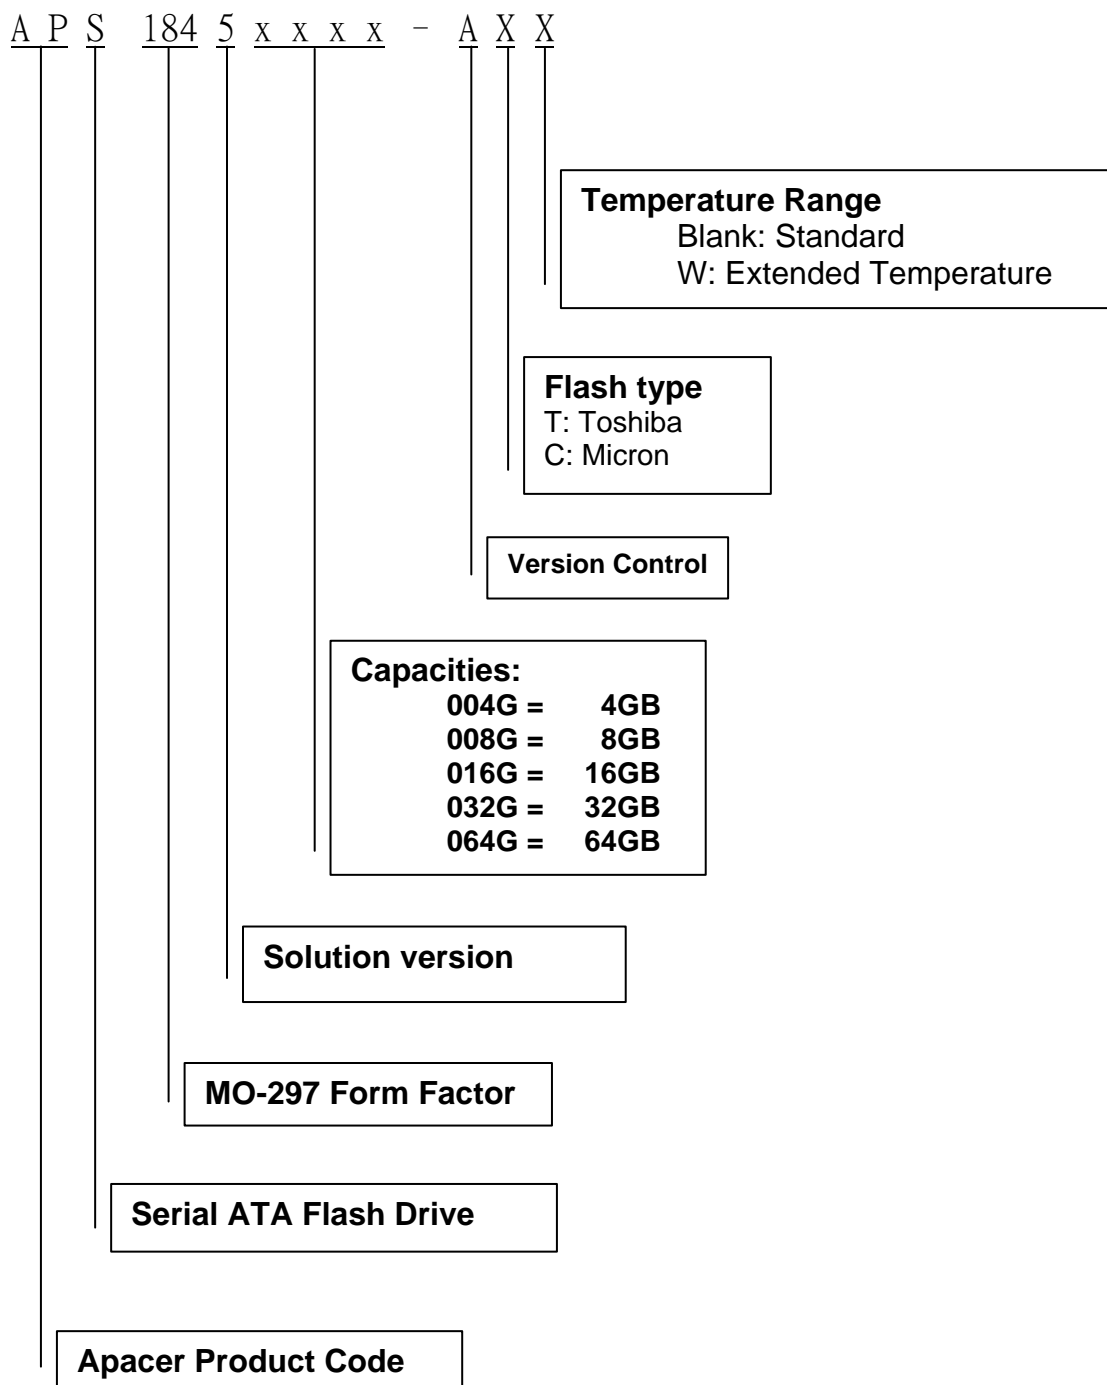 A P S 184 5 x x x x - A X X
Temperature Range
Blank: Standard
W: Extended Temperature
Flash type
T: Toshiba
C: Micron
Version Control
Capacities:
004G = 4GB
008G = 8GB
016G = 16GB
032G = 32GB
064G = 64GB
Solution version
MO-297 Form Factor
Serial ATA Flash Drive
Apacer Product Code